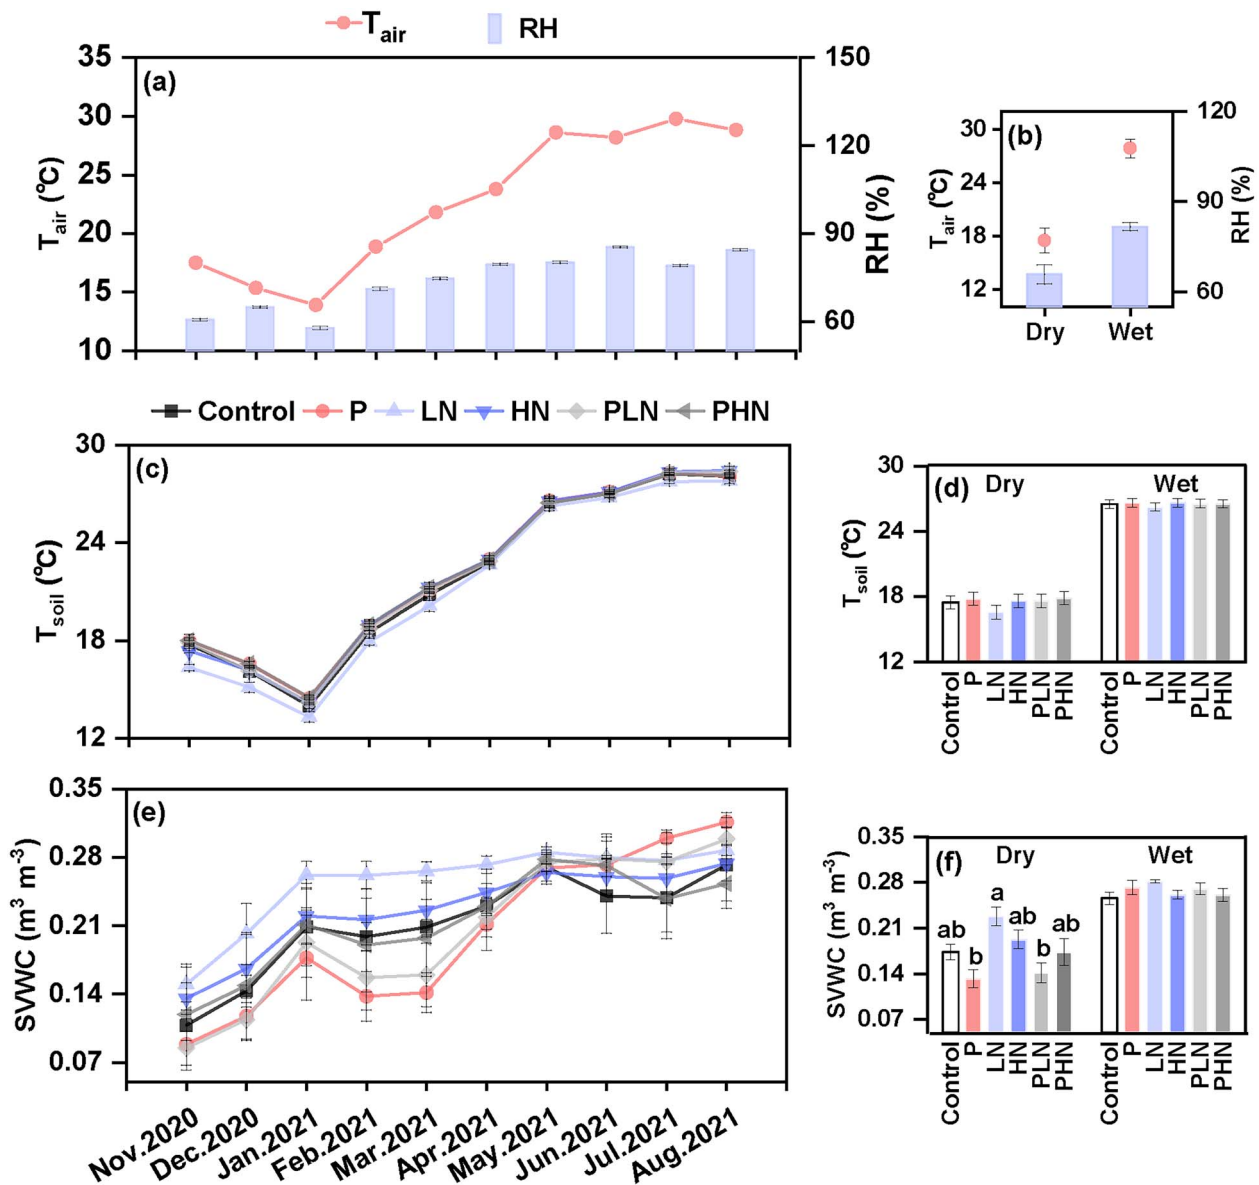 T_air RH
(a)
35
30
25
20
15
10
T_air (℃)
150
120
90
60
RH (%)
(b)
30
24
18
12
T_air (℃)
120
90
60
RH (%)
Dry Wet
Control P LN HN PLN PHN
(c)
30
24
18
12
T_soil (℃)
(d) Dry Wet
30
24
18
12
T_soil (℃)
Control P LN HN PLN PHN Control P LN HN PLN PHN
(e)
0.35
0.28
0.21
0.14
0.07
SVWC (m³ m⁻³)
Nov.2020 Dec.2020 Jan.2021 Feb.2021 Mar.2021 Apr.2021 May.2021 Jun.2021 Jul.2021 Aug.2021
(f) Dry Wet
0.35
0.28
0.21
0.14
0.07
SVWC (m³ m⁻³)
ab b a ab b ab
Control P LN HN PLN PHN Control P LN HN PLN PHN